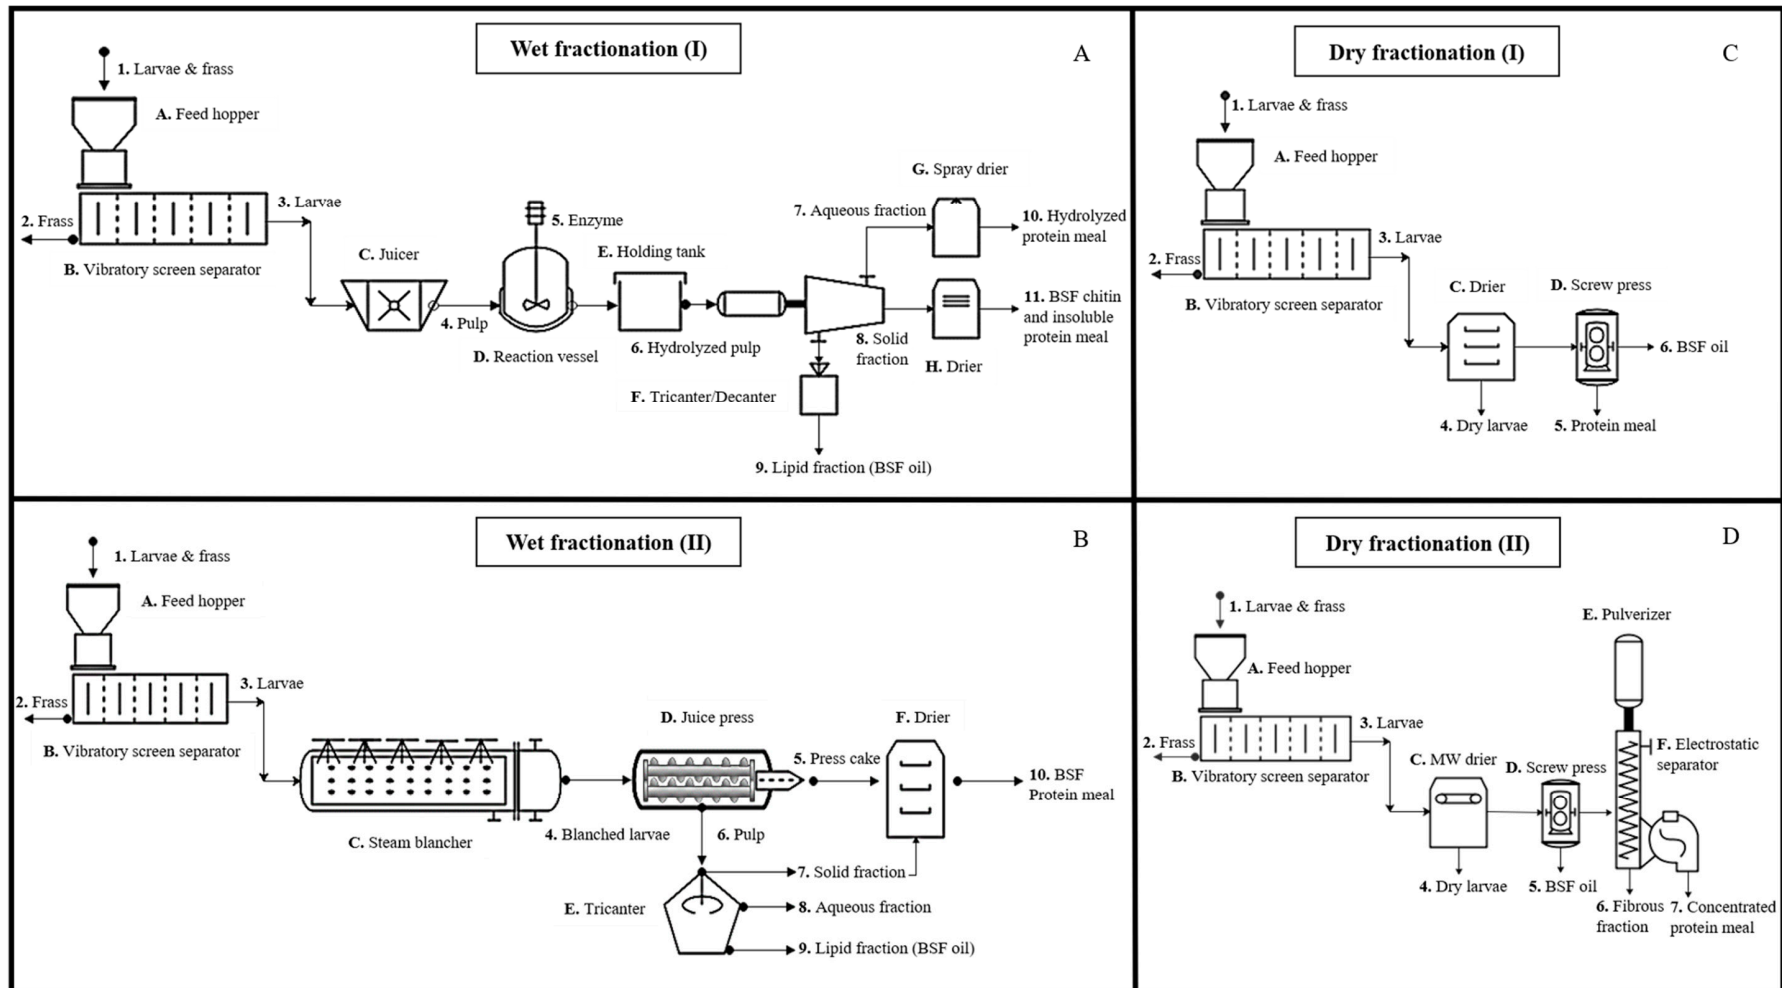 Wet fractionation (I)
A
1. Larvae & frass
A. Feed hopper
2. Frass
3. Larvae
B. Vibratory screen separator
C. Juicer
4. Pulp
5. Enzyme
D. Reaction vessel
E. Holding tank
6. Hydrolyzed pulp
F. Tricanter/Decanter
7. Aqueous fraction
G. Spray drier
10. Hydrolyzed
protein meal
8. Solid
fraction
H. Drier
11. BSF chitin
and insoluble
protein meal
9. Lipid fraction (BSF oil)
Dry fractionation (I)
C
1. Larvae & frass
A. Feed hopper
2. Frass
3. Larvae
B. Vibratory screen separator
C. Drier
D. Screw press
6. BSF oil
4. Dry larvae
5. Protein meal
Wet fractionation (II)
B
1. Larvae & frass
A. Feed hopper
2. Frass
3. Larvae
B. Vibratory screen separator
C. Steam blancher
4. Blanched larvae
D. Juice press
5. Press cake
6. Pulp
F. Drier
10. BSF
Protein meal
7. Solid fraction
E. Tricanter
8. Aqueous fraction
9. Lipid fraction (BSF oil)
Dry fractionation (II)
D
1. Larvae & frass
A. Feed hopper
2. Frass
3. Larvae
B. Vibratory screen separator
C. MW drier
D. Screw press
E. Pulverizer
F. Electrostatic
separator
4. Dry larvae
5. BSF oil
6. Fibrous
fraction
7. Concentrated
protein meal